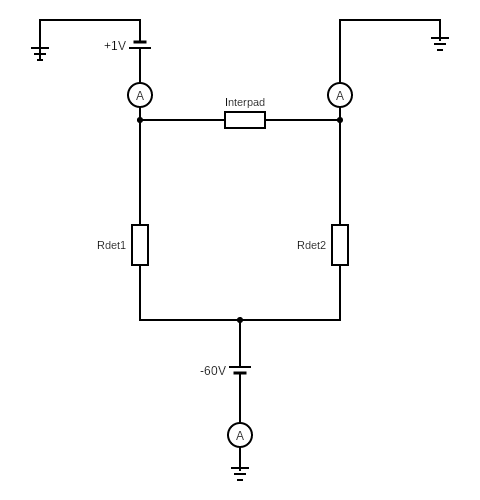 +1V
A
A
Interpad
Rdet1
Rdet2
-60V
A